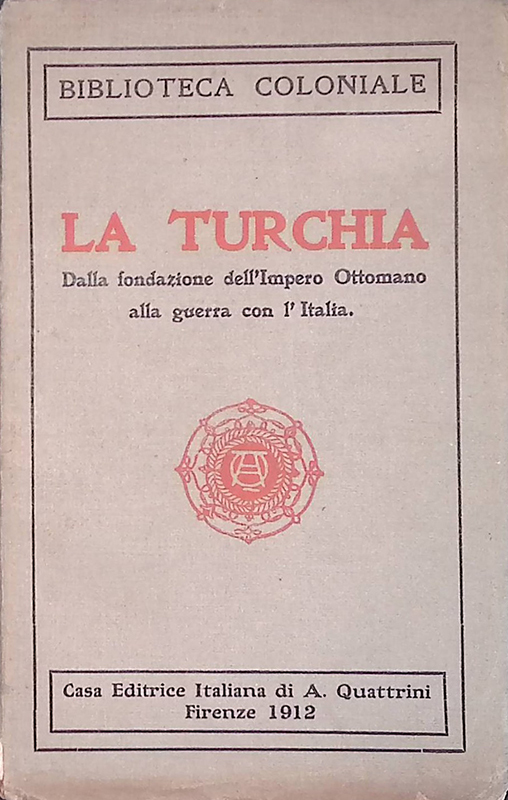 BIBLIOTECA COLONIALE
LA TURCHIA
Dalla fondazione dell'Impero Ottomano
alla guerra con l'Italia.
AQ
Casa Editrice Italiana di A. Quattrini
Firenze 1912